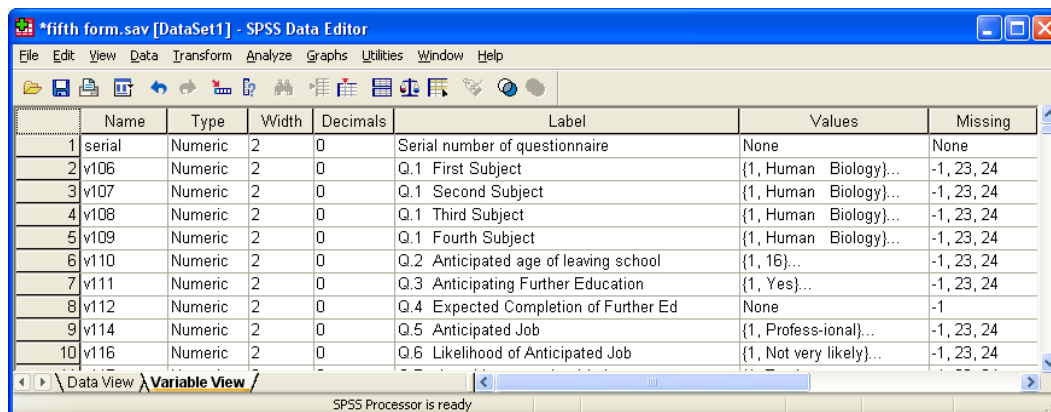 *fifth form.sav [DataSet1] - SPSS Data Editor
File Edit View Data Transform Analyze Graphs Utilities Window Help
Name Type Width Decimals Label Values Missing
1 serial Numeric 2 0 Serial number of questionnaire None None
2 v106 Numeric 2 0 Q.1 First Subject {1, Human Biology}... -1, 23, 24
3 v107 Numeric 2 0 Q.1 Second Subject {1, Human Biology}... -1, 23, 24
4 v108 Numeric 2 0 Q.1 Third Subject {1, Human Biology}... -1, 23, 24
5 v109 Numeric 2 0 Q.1 Fourth Subject {1, Human Biology}... -1, 23, 24
6 v110 Numeric 2 0 Q.2 Anticipated age of leaving school {1, 16}... -1, 23, 24
7 v111 Numeric 2 0 Q.3 Anticipating Further Education {1, Yes}... -1, 23, 24
8 v112 Numeric 2 0 Q.4 Expected Completion of Further Ed None -1
9 v114 Numeric 2 0 Q.5 Anticipated Job {1, Profess-ional}... -1, 23, 24
10 v116 Numeric 2 0 Q.6 Likelihood of Anticipated Job {1, Not very likely}... -1, 23, 24
Data View Variable View
SPSS Processor is ready